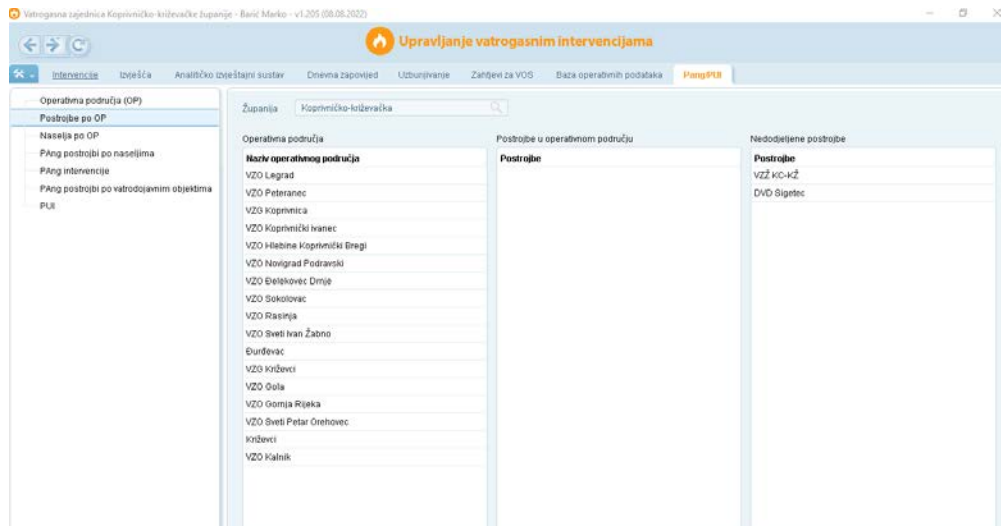 Vatrogasna zajednica Koprivničko-križevačke županije - Barić Marko - v1.205 (08.08.2022)
Upravljanje vatrogasnim intervencijama
Intervencije Izvješća Analitičko izvještajni sustav Dnevna zapovijed Uzbunjivanje Zahtjevi za VOS Baza operativnih podataka Pang/PUI
Operativna područja (OP)
Postrojbe po OP
Naselja po OP
PAng postrojbi po naseljima
PAng intervencije
PAng postrojbi po vatrodojavnim objektima
PUI
Županija Koprivničko-križevačka
Operativna područja
Naziv operativnog područja
VZO Legrad
VZO Peteranec
VZG Koprivnica
VZO Koprivnički Ivanec
VZO Hlebine Koprivnički Bregi
VZO Novigrad Podravski
VZO Đelekovec Drnje
VZO Sokolovac
VZO Rasinja
VZO Sveti Ivan Žabno
Đurđevac
VZG Križevci
VZO Gola
VZO Gornja Rijeka
VZO Sveti Petar Orehovec
Križevci
VZO Kalnik
Postrojbe u operativnom području
Postrojbe
Nedodjeljene postrojbe
Postrojbe
VZŽ KC-KŽ
DVD Sigetec